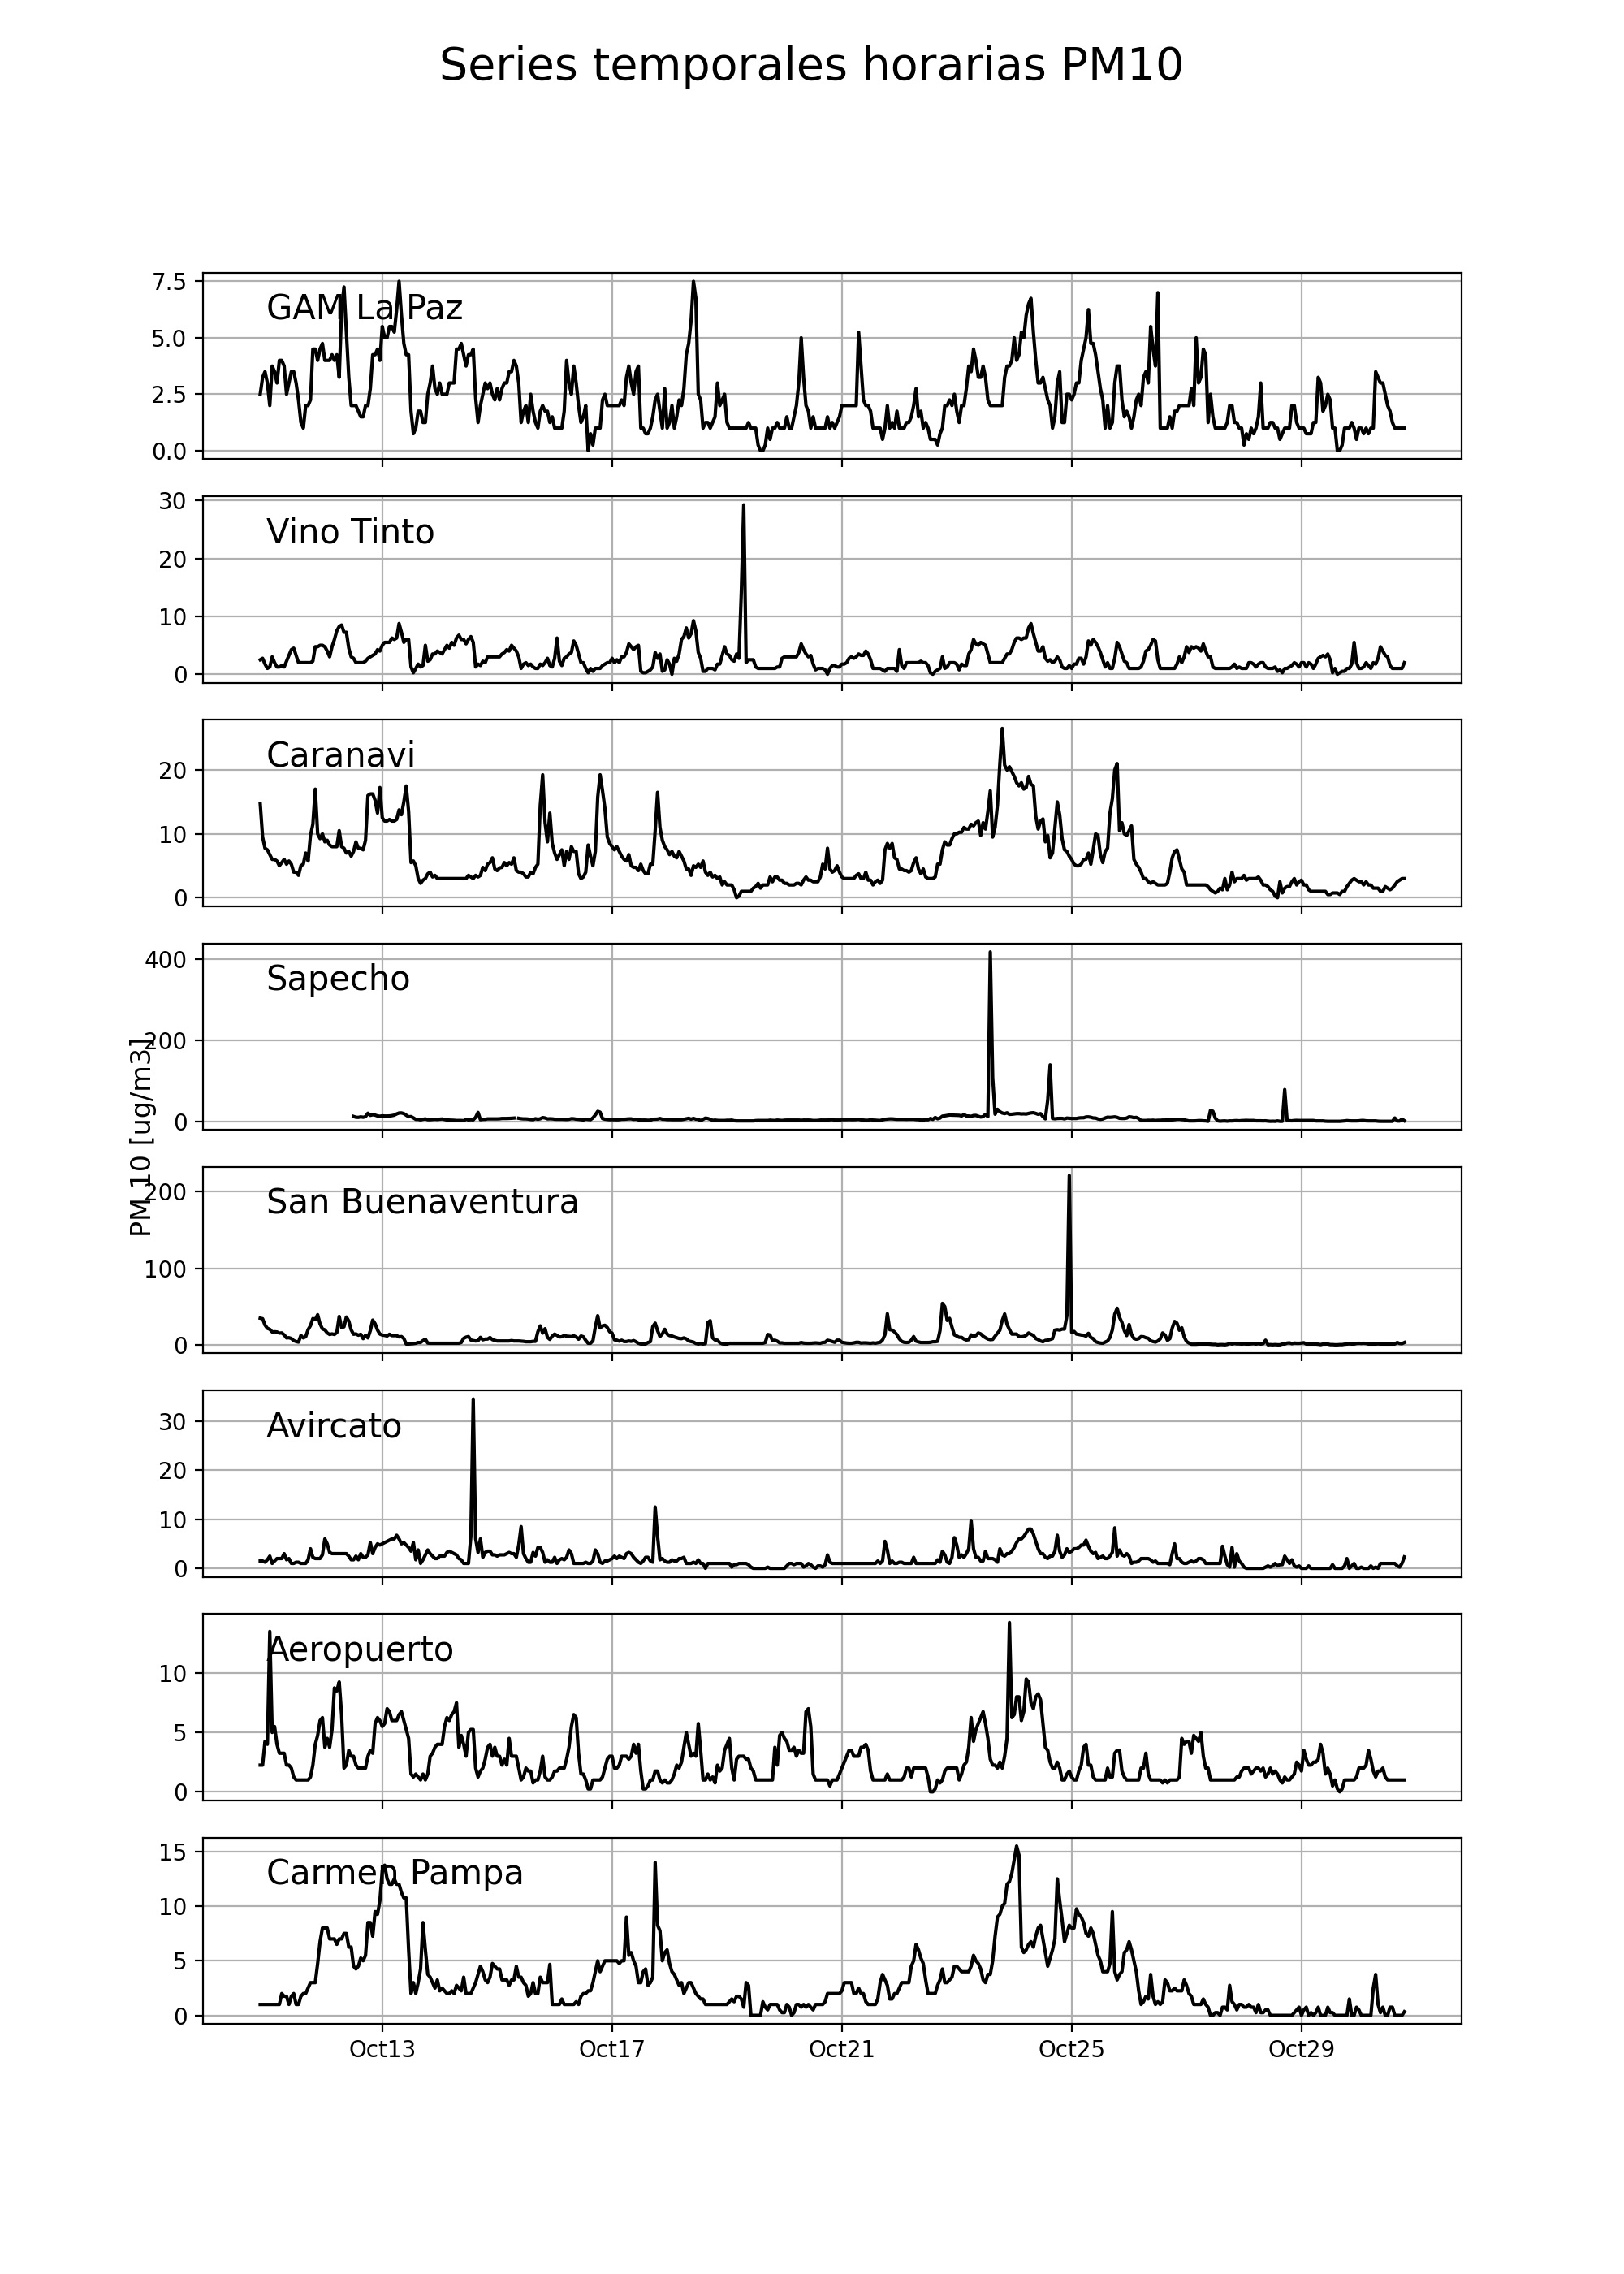 Series temporales horarias PM10
7.5
5.0
2.5
0.0
GAM La Paz
30
20
10
0
Vino Tinto
20
10
0
Caranavi
400
200
0
Sapecho
PM 10 [ug/m3]
200
100
0
San Buenaventura
30
20
10
0
Avircato
10
5
0
Aeropuerto
15
10
5
0
Carmen Pampa
Oct13 Oct17 Oct21 Oct25 Oct29